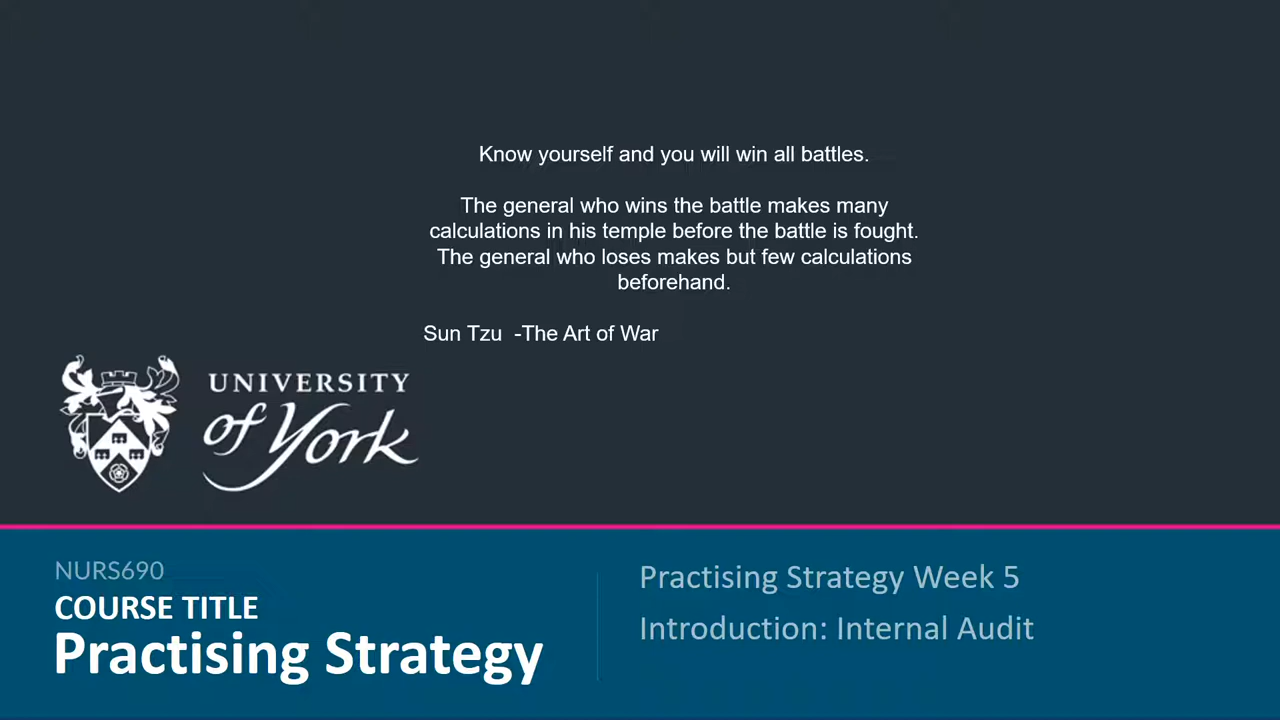 Know yourself and you will win all battles.
The general who wins the battle makes many
calculations in his temple before the battle is fought.
The general who loses makes but few calculations
beforehand.
Sun Tzu  -The Art of War
UNIVERSITY
of York
NURS690
COURSE TITLE
Practising Strategy
Practising Strategy Week 5
Introduction: Internal Audit